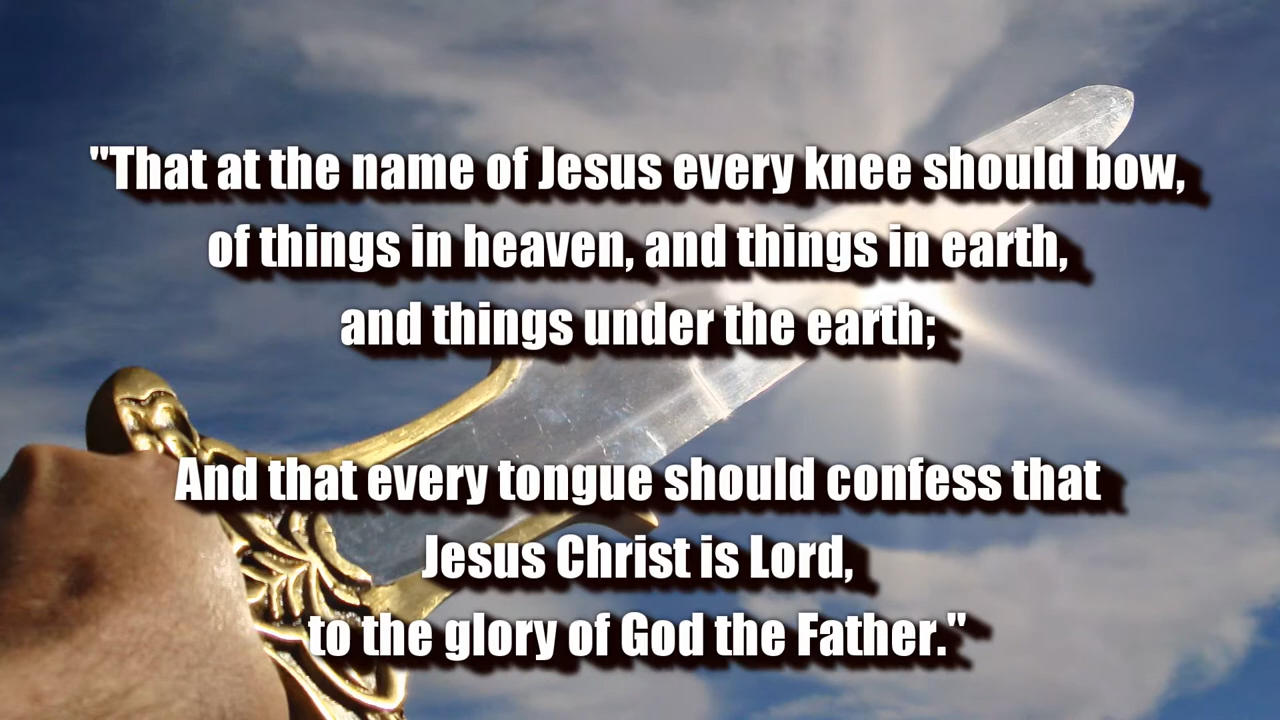 "That at the name of Jesus every knee should bow,
of things in heaven, and things in earth,
and things under the earth;
And that every tongue should confess that
Jesus Christ is Lord,
to the glory of God the Father."